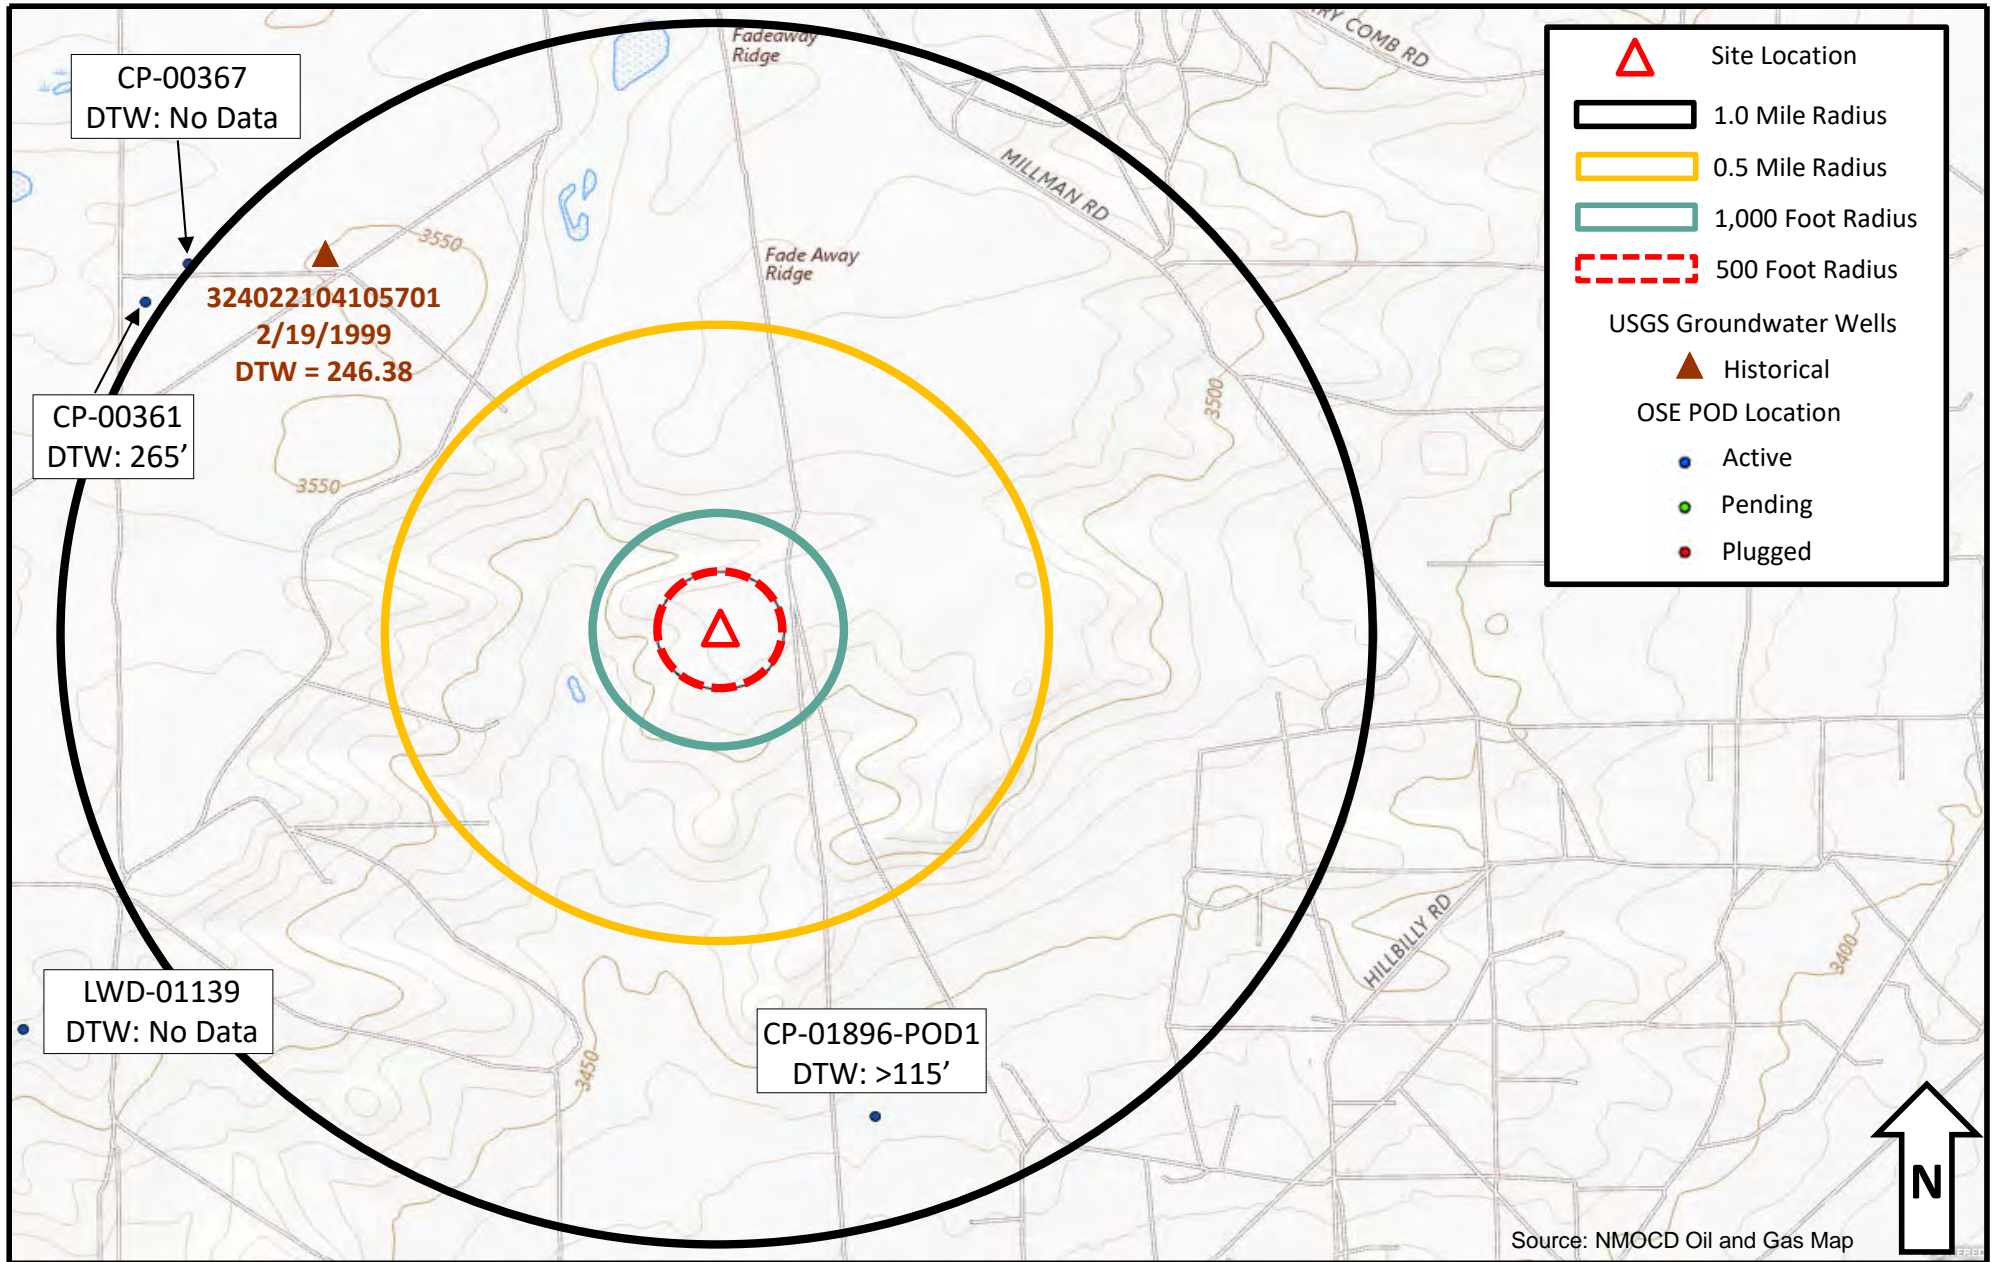 Fadeaway
Ridge
RY COMB RD
CP-00367
DTW: No Data
MILLMAN RD
3550
Fade Away
Ridge
324022104105701
2/19/1999
DTW = 246.38
CP-00361
DTW: 265’
3550
3500
Site Location
1.0 Mile Radius
0.5 Mile Radius
1,000 Foot Radius
500 Foot Radius
USGS Groundwater Wells
Historical
OSE POD Location
Active
Pending
Plugged
HILLBILLY RD
3400
LWD-01139
DTW: No Data
3450
CP-01896-POD1
DTW: >115’
N
Source: NMOCD Oil and Gas Map